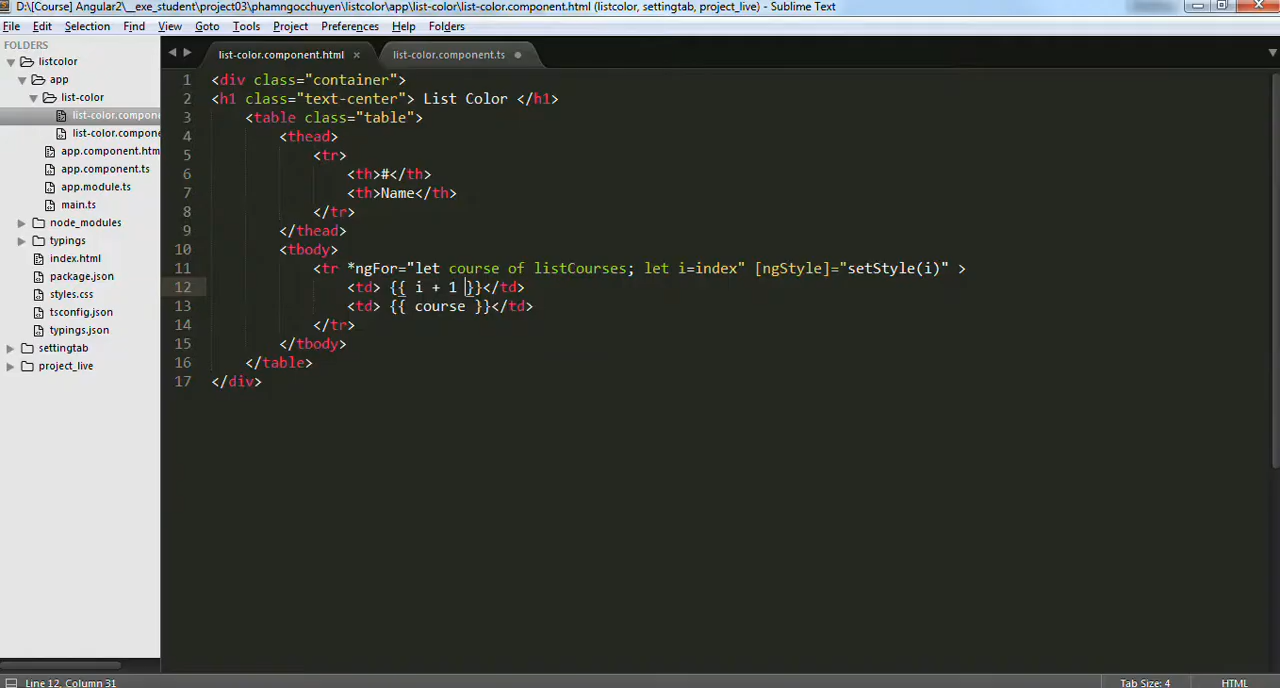 D:\[Course] Angular2\__exe_student\project03\phamngocchuyen\listcolor\app\list-color\list-color.component.html (listcolor, settingtab, project_live) - Sublime Text
File Edit Selection Find View Goto Tools Project Preferences Help Folders
FOLDERS
listcolor
app
list-color
list-color.compone
list-color.compone
app.component.htm
app.component.ts
app.module.ts
main.ts
node_modules
typings
index.html
package.json
styles.css
tsconfig.json
typings.json
settingtab
project_live
list-color.component.html × list-color.component.ts
1 <div class="container">
2 <h1 class="text-center"> List Color </h1>
3 <table class="table">
4 <thead>
5 <tr>
6 <th>#</th>
7 <th>Name</th>
8 </tr>
9 </thead>
10 <tbody>
11 <tr *ngFor="let course of listCourses; let i=index" [ngStyle]="setStyle(i)" >
12 <td> {{ i + 1 }}</td>
13 <td> {{ course }}</td>
14 </tr>
15 </tbody>
16 </table>
17 </div>
Line 12, Column 31 Tab Size: 4 HTML